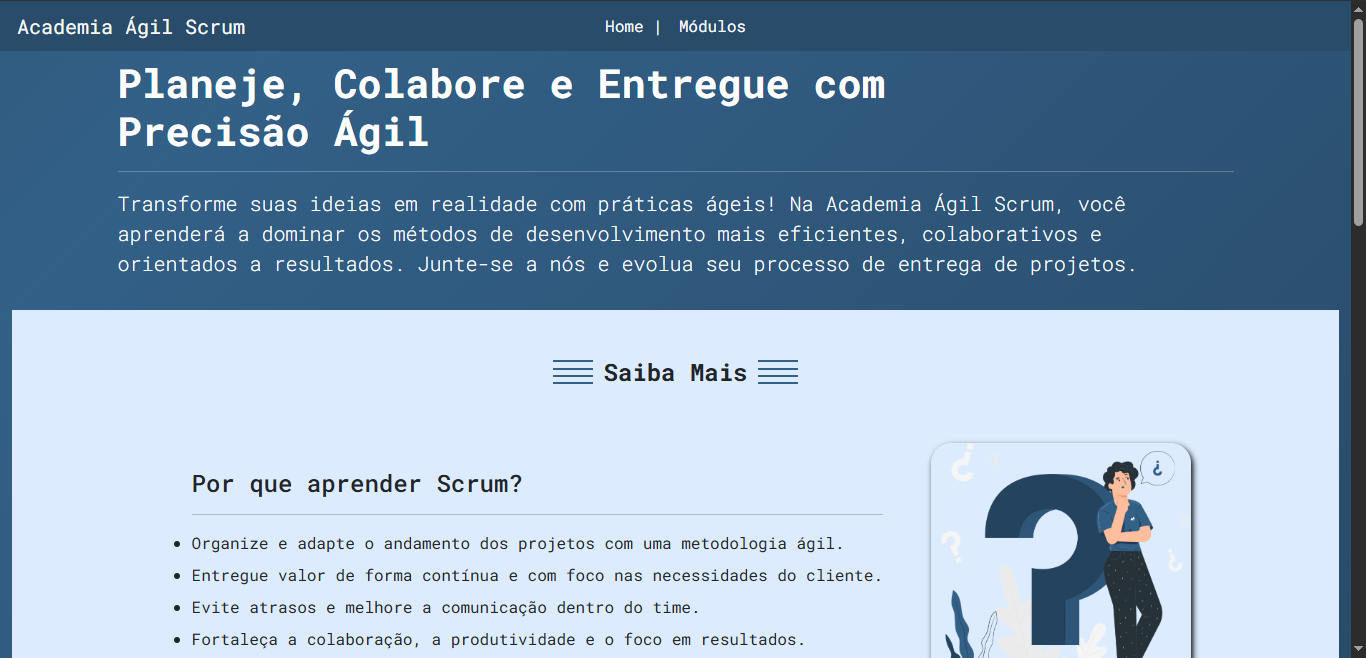 Academia Ágil Scrum
Home | Módulos
Planeje, Colabore e Entregue com
Precisão Ágil
Transforme suas ideias em realidade com práticas ágeis! Na Academia Ágil Scrum, você
aprenderá a dominar os métodos de desenvolvimento mais eficientes, colaborativos e
orientados a resultados. Junte-se a nós e evolua seu processo de entrega de projetos.
Saiba Mais
Por que aprender Scrum?
• Organize e adapte o andamento dos projetos com uma metodologia ágil.
• Entregue valor de forma contínua e com foco nas necessidades do cliente.
• Evite atrasos e melhore a comunicação dentro do time.
• Fortaleça a colaboração, a produtividade e o foco em resultados.